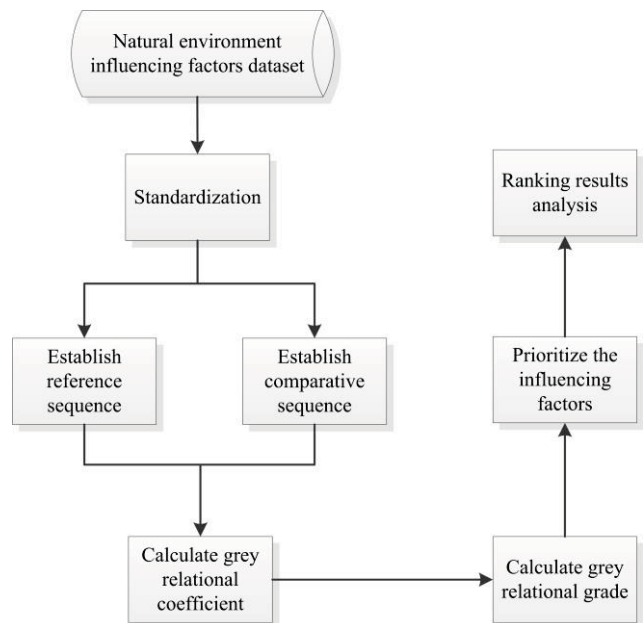 Natural environment
influencing factors dataset
Standardization
Establish
reference
sequence
Establish
comparative
sequence
Calculate grey
relational
coefficient
Calculate grey
relational grade
Prioritize the
influencing
factors
Ranking results
analysis